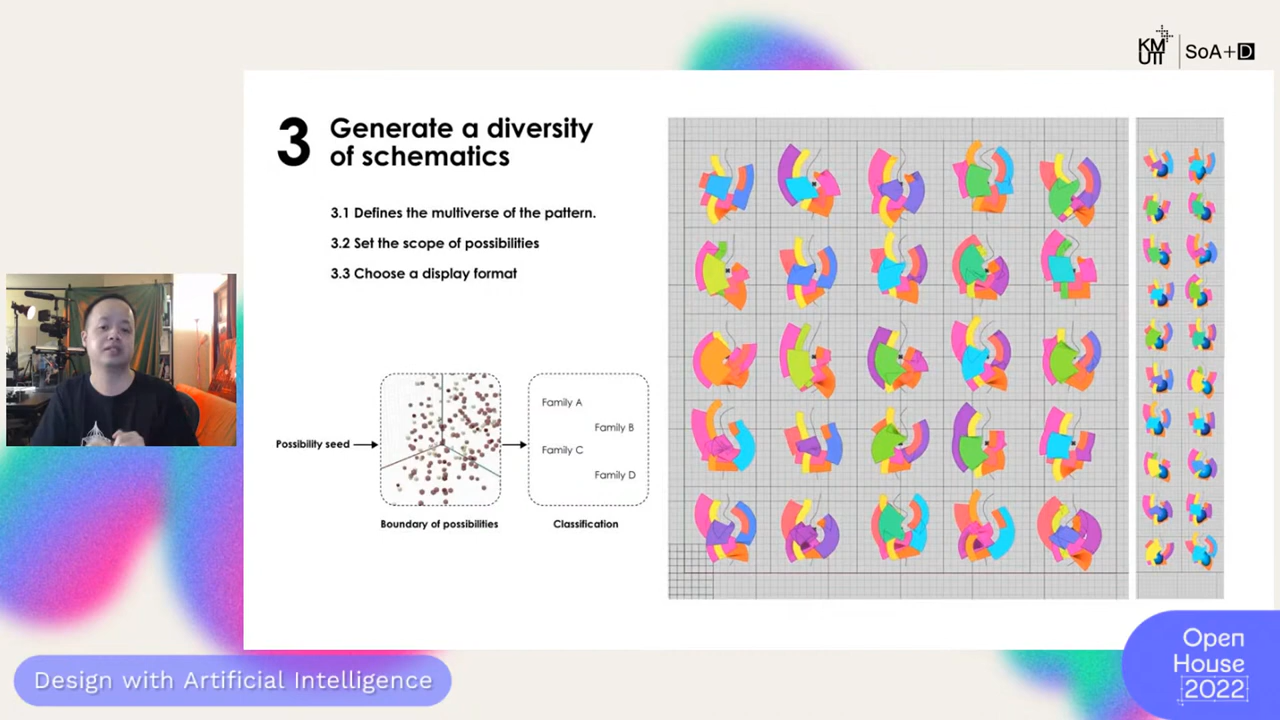 KM
UTT
SoA+D
3
Generate a diversity
of schematics
3.1 Defines the multiverse of the pattern.
3.2 Set the scope of possibilities
3.3 Choose a display format
Possibility seed
Family A
Family B
Family C
Family D
Boundary of possibilities
Classification
Design with Artificial Intelligence
Open
House
2022